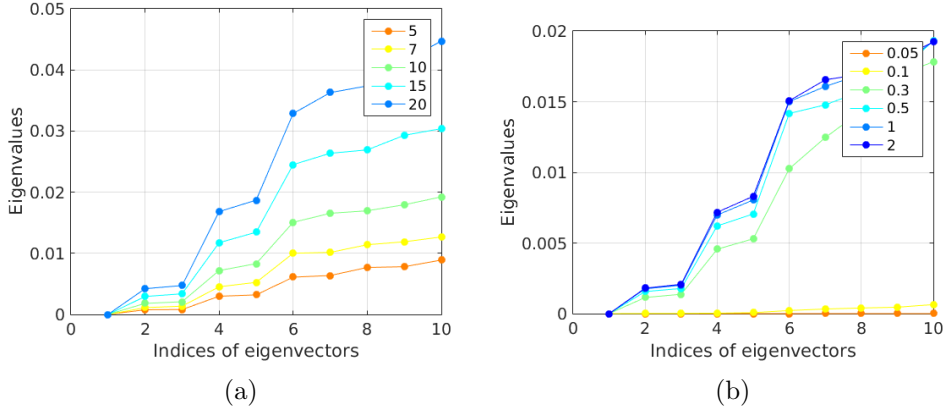 0.05
0.04
0.03
0.02
0.01
0
0 2 4 6 8 10
Eigenvalues
Indices of eigenvectors
5
7
10
15
20
(a)
0.02
0.015
0.01
0.005
0
0 2 4 6 8 10
Eigenvalues
Indices of eigenvectors
0.05
0.1
0.3
0.5
1
2
(b)